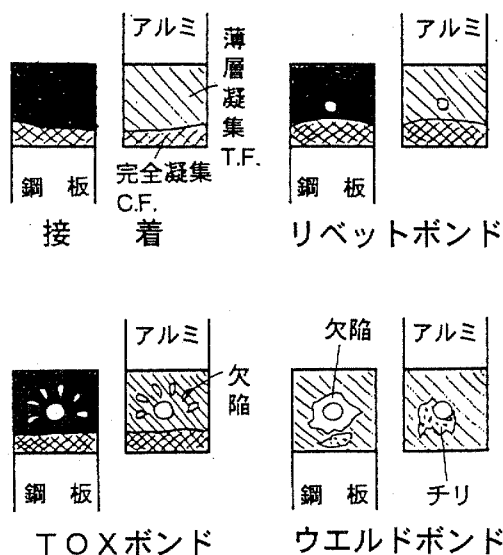 アルミ
薄層凝集
T.F.
完全凝集
C.F.
鋼 板
接 着
アルミ
鋼 板
リベットボンド
アルミ
欠陥
鋼 板
TOXボンド
欠陥
アルミ
チリ
鋼 板
ウエルドボンド